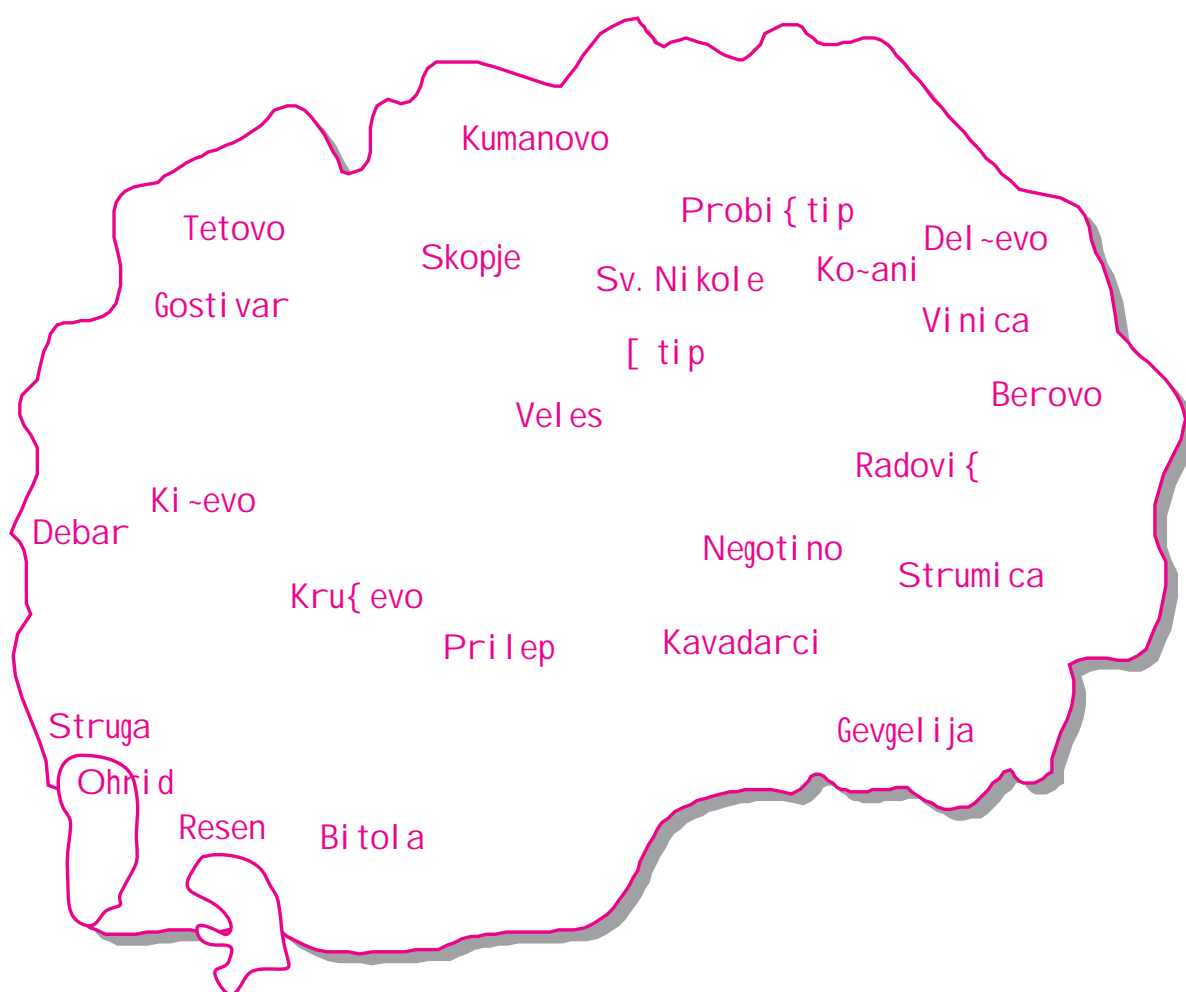 Kumanovo
Probi{tip
Tetovo
Del~evo
Skopje
Ko~ani
Sv. Nikole
Gostivar
Vinica
[tip
Berovo
Veles
Radovi{
Ki~evo
Debar
Negotino
Strumica
Kru{evo
Prilep
Kavadarci
Struga
Gevgelija
Ohrid
Resen
Bitola